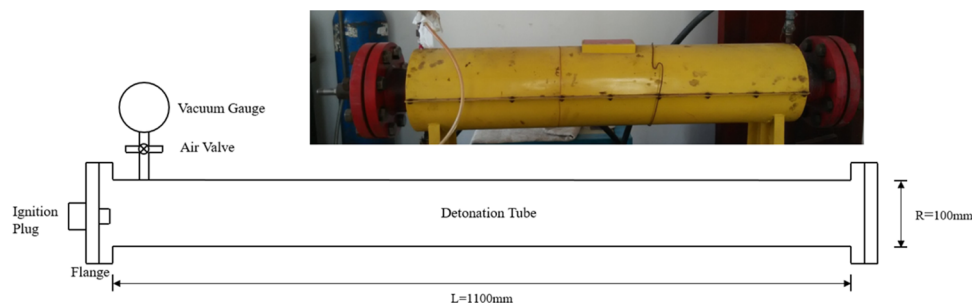 Vacuum Gauge
Air Valve
Ignition
Plug
Detonation Tube
R=100mm
Flange
L=1100mm